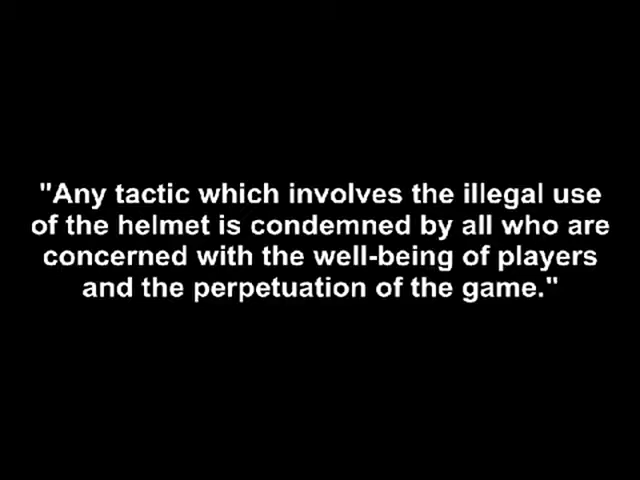 "Any tactic which involves the illegal use
of the helmet is condemned by all who are
concerned with the well-being of players
and the perpetuation of the game."